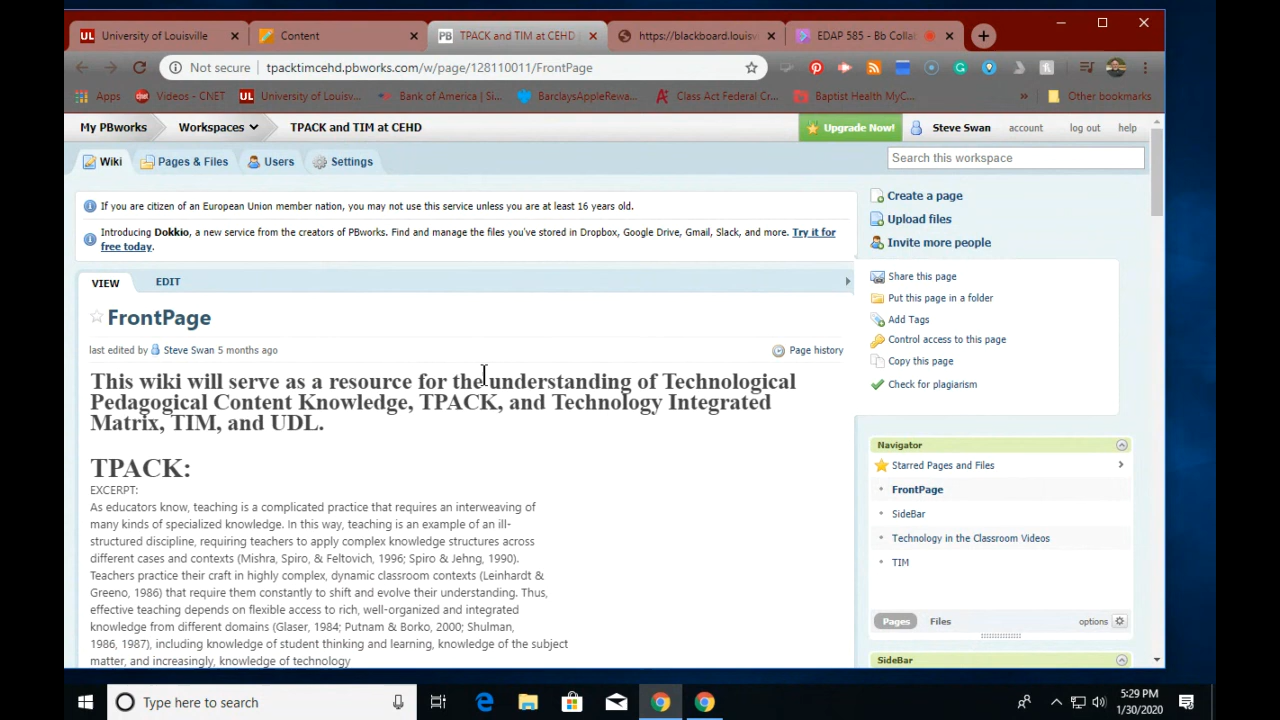 University of Louisville
Content
TPACK and TIM at CEHD
https://blackboard.louisv
EDAP 585 - Bb Collab
Not secure
tpacktimcehd.pbworks.com/w/page/128110011/FrontPage
Apps
Videos - CNET
University of Louisv...
Bank of America | Si...
BarclaysAppleRewa...
Class Act Federal Cr...
Baptist Health MyC...
»
Other bookmarks
My PBworks
Workspaces
TPACK and TIM at CEHD
Upgrade Now!
Steve Swan
account
log out
help
Wiki
Pages & Files
Users
Settings
Search this workspace
If you are citizen of an European Union member nation, you may not use this service unless you are at least 16 years old.
Introducing Dokkio, a new service from the creators of PBworks. Find and manage the files you've stored in Dropbox, Google Drive, Gmail, Slack, and more. Try it for
free today.
Create a page
Upload files
Invite more people
VIEW
EDIT
FrontPage
last edited by Steve Swan 5 months ago
Page history
Share this page
Put this page in a folder
Add Tags
Control access to this page
Copy this page
Check for plagiarism
This wiki will serve as a resource for the understanding of Technological
Pedagogical Content Knowledge, TPACK, and Technology Integrated
Matrix, TIM, and UDL.
TPACK:
EXCERPT:
As educators know, teaching is a complicated practice that requires an interweaving of
many kinds of specialized knowledge. In this way, teaching is an example of an ill-
structured discipline, requiring teachers to apply complex knowledge structures across
different cases and contexts (Mishra, Spiro, & Feltovich, 1996; Spiro & Jehng, 1990).
Teachers practice their craft in highly complex, dynamic classroom contexts (Leinhardt &
Greeno, 1986) that require them constantly to shift and evolve their understanding. Thus,
effective teaching depends on flexible access to rich, well-organized and integrated
knowledge from different domains (Glaser, 1984; Putnam & Borko, 2000; Shulman,
1986, 1987), including knowledge of student thinking and learning, knowledge of the subject
matter, and increasingly, knowledge of technology
Navigator
Starred Pages and Files
FrontPage
SideBar
Technology in the Classroom Videos
TIM
Pages
Files
options
SideBar
Type here to search
5:29 PM
1/30/2020